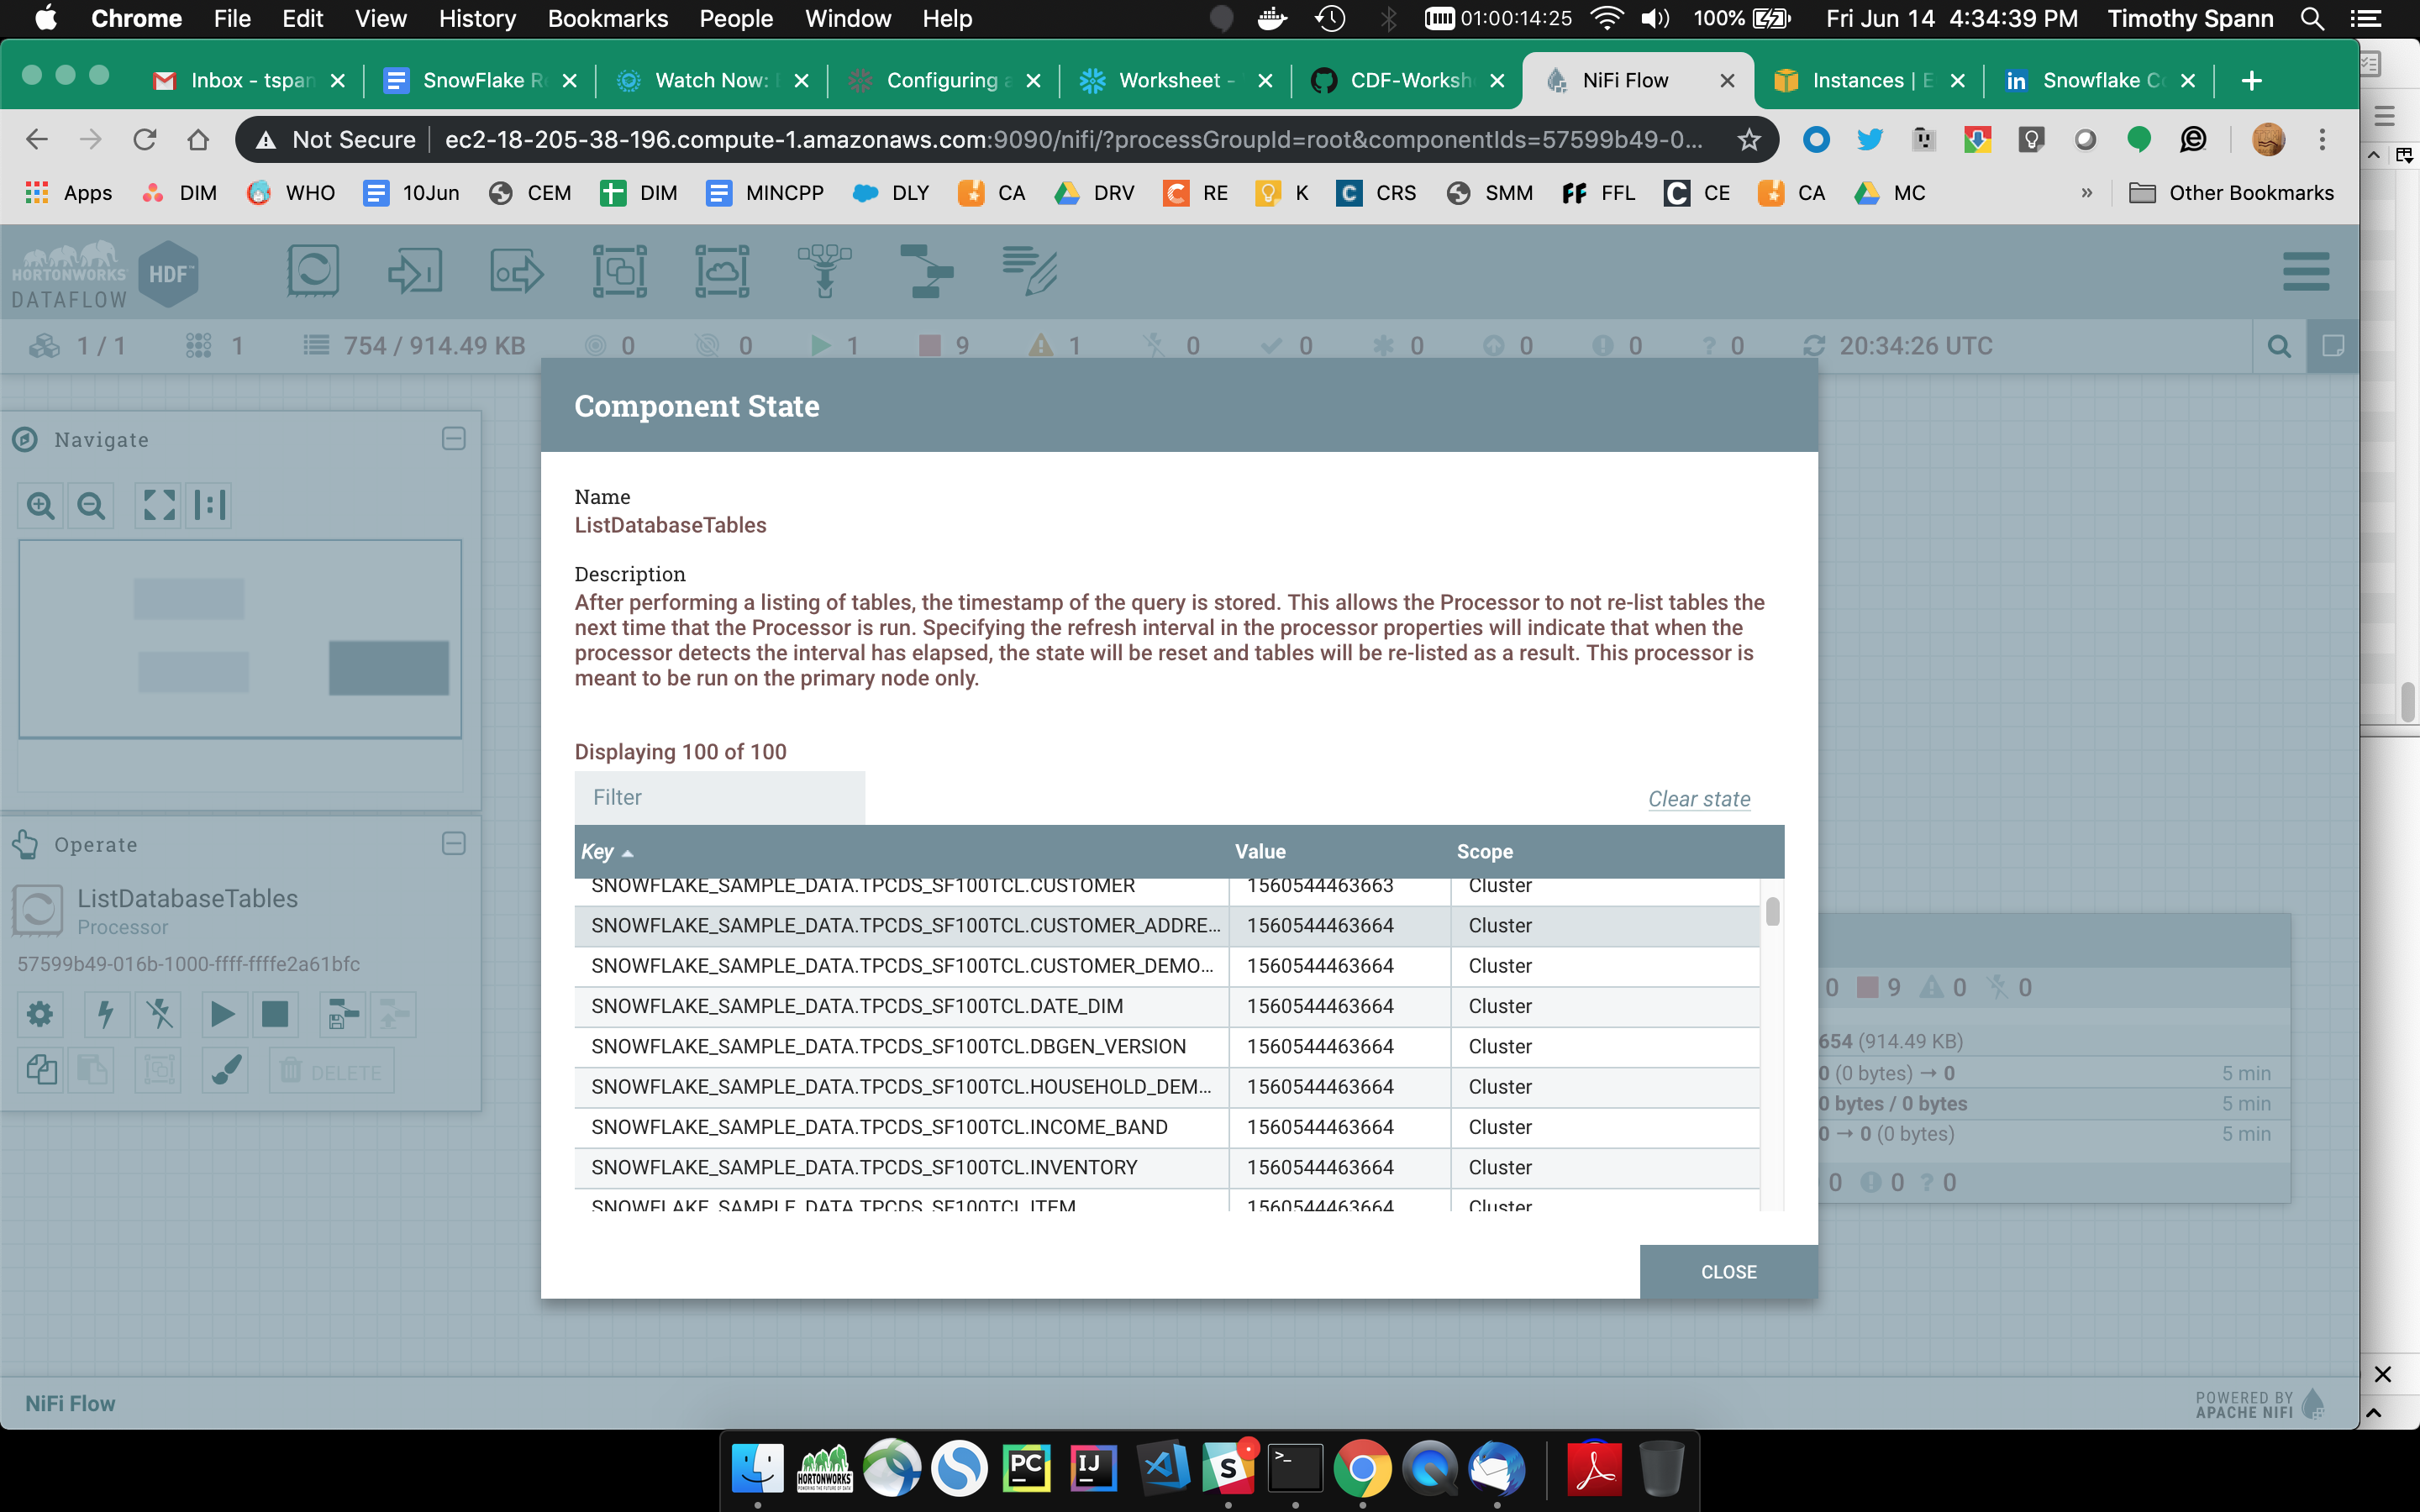 Chrome File Edit View History Bookmarks People Window Help 01:00:14:25 100% Fri Jun 14 4:34:39 PM Timothy Spann
Inbox - tspan SnowFlake R Watch Now: Configuring a Worksheet - CDF-Worksh NiFi Flow Instances | E in Snowflake C
Not Secure ec2-18-205-38-196.compute-1.amazonaws.com:9090/nifi/?processGroupId=root&componentIds=57599b49-0...
Apps DIM WHO 10Jun CEM DIM MINCPP DLY CA DRV RE K CRS SMM FFL CE CA MC » Other Bookmarks
HORTONWORKS
DATAFLOW
HDF
1 / 1 1 754 / 914.49 KB 0 0 1 9 1 0 0 0 0 0 ? 0 20:34:26 UTC
Component State
Navigate
Name
ListDatabaseTables
Description
After performing a listing of tables, the timestamp of the query is stored. This allows the Processor to not re-list tables the
next time that the Processor is run. Specifying the refresh interval in the processor properties will indicate that when the
processor detects the interval has elapsed, the state will be reset and tables will be re-listed as a result. This processor is
meant to be run on the primary node only.
Displaying 100 of 100
Filter
Clear state
Key Value Scope
SNOWFLAKE_SAMPLE_DATA.TPCDS_SF100TCL.CUSTOMER 1560544463663 Cluster
SNOWFLAKE_SAMPLE_DATA.TPCDS_SF100TCL.CUSTOMER_ADDRE... 1560544463664 Cluster
SNOWFLAKE_SAMPLE_DATA.TPCDS_SF100TCL.CUSTOMER_DEMO... 1560544463664 Cluster
SNOWFLAKE_SAMPLE_DATA.TPCDS_SF100TCL.DATE_DIM 1560544463664 Cluster
SNOWFLAKE_SAMPLE_DATA.TPCDS_SF100TCL.DBGEN_VERSION 1560544463664 Cluster
SNOWFLAKE_SAMPLE_DATA.TPCDS_SF100TCL.HOUSEHOLD_DEM... 1560544463664 Cluster
SNOWFLAKE_SAMPLE_DATA.TPCDS_SF100TCL.INCOME_BAND 1560544463664 Cluster
SNOWFLAKE_SAMPLE_DATA.TPCDS_SF100TCL.INVENTORY 1560544463664 Cluster
SNOWFLAKE_SAMPLE_DATA.TPCDS_SF100TCL.ITEM 1560544463664 Cluster
CLOSE
Operate
ListDatabaseTables
Processor
57599b49-016b-1000-ffff-ffffe2a61bfc
DELETE
0 9 0 0
654 (914.49 KB)
0 (0 bytes) → 0 5 min
0 bytes / 0 bytes 5 min
0 → 0 (0 bytes) 5 min
0 0 ? 0
NiFi Flow
POWERED BY
APACHE NIFI
HORTONWORKS
PC
IJ
S
>_